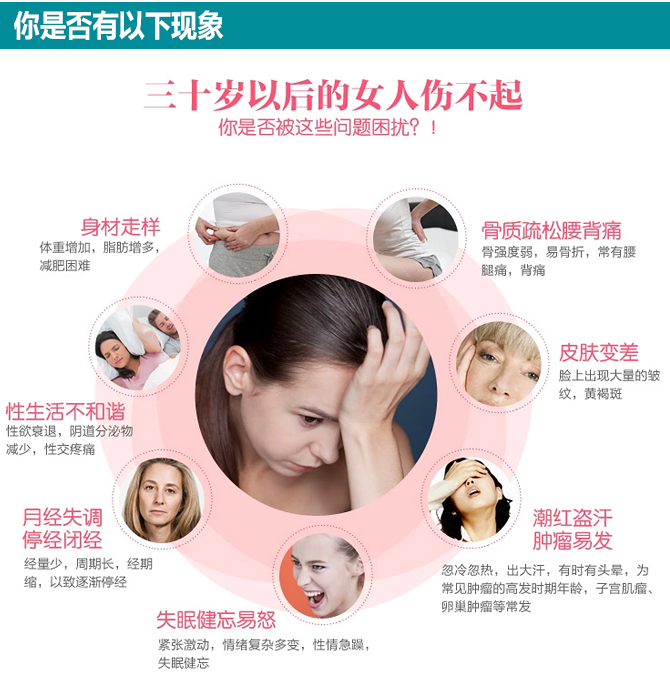 你是否有以下现象
三十岁以后的女人伤不起
你是否被这些问题困扰？!
身材走样
体重增加，脂肪增多，
减肥困难
骨质疏松腰背痛
骨强度弱，易骨折，常有腰
腿痛，背痛
皮肤变差
脸上出现大量的皱
纹，黄褐斑
性生活不和谐
性欲衰退，阴道分泌物
减少，性交疼痛
月经失调
停经闭经
经量少，周期长，经期
缩，以致逐渐停经
潮红盗汗
肿瘤易发
忽冷忽热，出大汗，有时有头晕，为
常见肿瘤的高发时期年龄，子宫肌瘤、
卵巢肿瘤等常发
失眠健忘易怒
紧张激动，情绪复杂多变，性情急躁，
失眠健忘